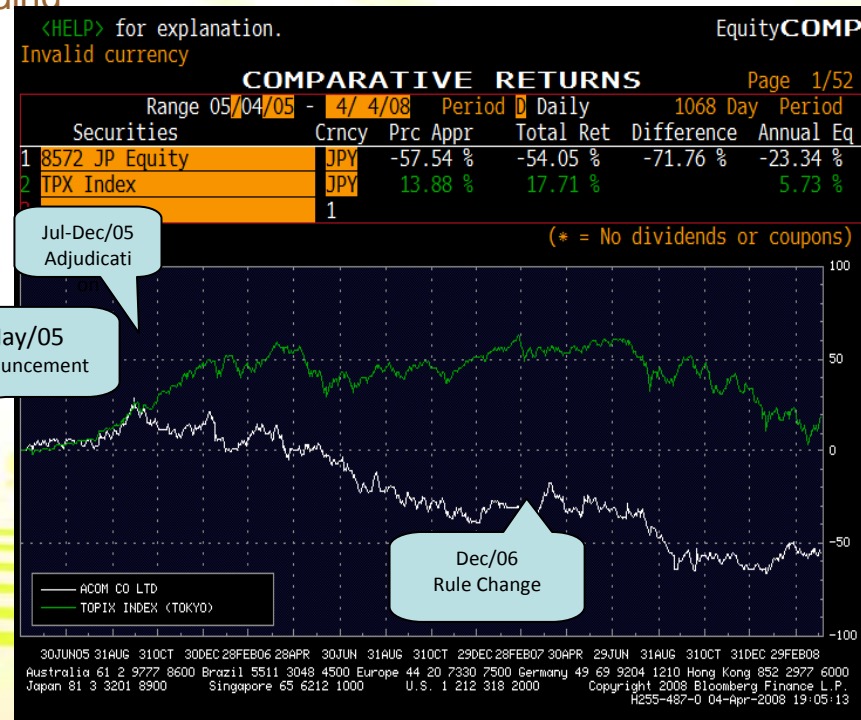 <HELP> for explanation. EquityCOMP
Invalid currency
COMPARATIVE RETURNS Page 1/52
Range 05/04/05 - 4/ 4/08 Period D Daily 1068 Day Period
Securities Crncy Prc Appr Total Ret Difference Annual Eq
1 8572 JP Equity JPY -57.54 % -54.05 % -71.76 % -23.34 %
2 TPX Index JPY 13.88 % 17.71 % 5.73 %
3 1
(* = No dividends or coupons)
Jul-Dec/05
Adjudicati
on
ay/05
uncement
100
50
0
-50
-100
Dec/06
Rule Change
ACOM CO LTD
TOPIX INDEX (TOKYO)
30JUN05 31AUG 31OCT 30DEC 28FEB06 28APR 30JUN 31AUG 31OCT 29DEC 28FEB07 30APR 29JUN 31AUG 31OCT 31DEC 29FEB08
Australia 61 2 9777 8600 Brazil 5511 3048 4500 Europe 44 20 7330 7500 Germany 49 69 9204 1210 Hong Kong 852 2977 6000
Japan 81 3 3201 8900 Singapore 65 6212 1000 U.S. 1 212 318 2000 Copyright 2008 Bloomberg Finance L.P.
H255-487-0 04-Apr-2008 19:05:13